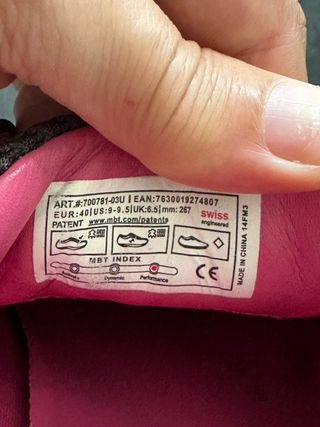 ART.#:700781-03U | EAN:7630019274807
EUR:40|US:9-9.5|UK:6.5|mm: 267
PATENT www.mbt.com/patents
swiss
engineered
MBT INDEX
Dynamic
Performance
MADE IN CHINA 14FM3
CE